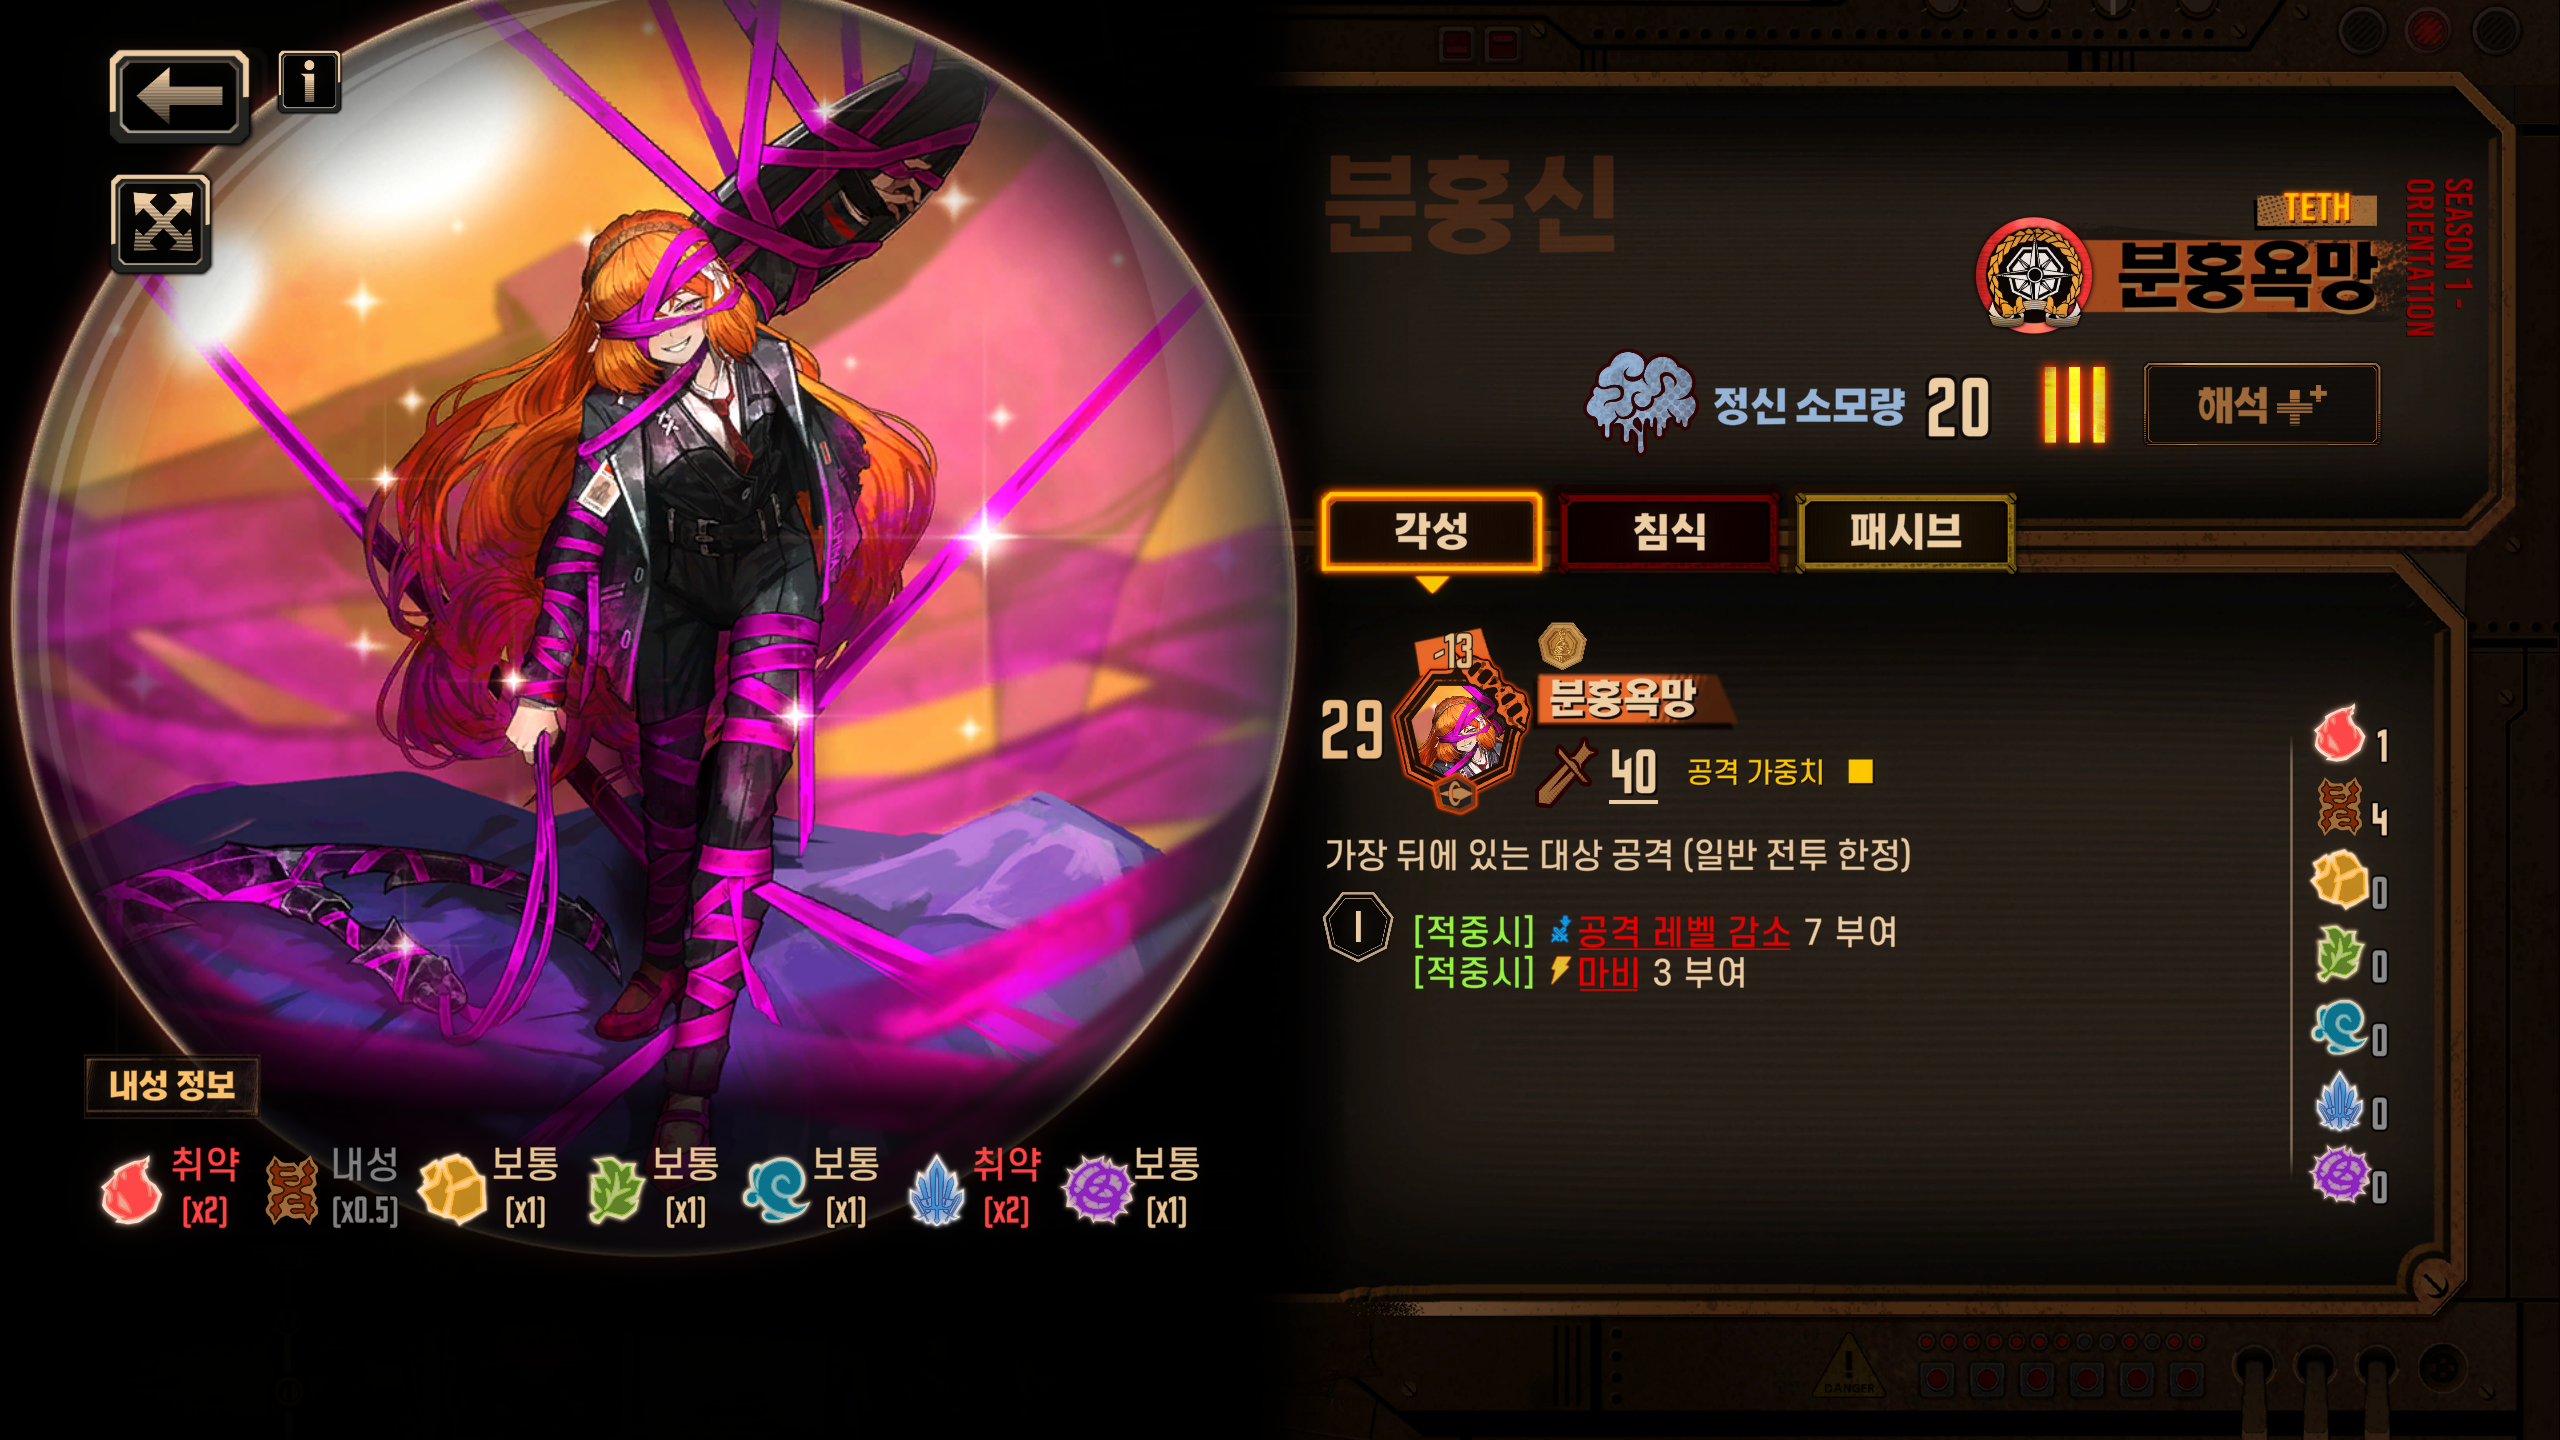 분홍신
TETH
분홍욕망
SEASON 1 -
ORIENTATION
정신 소모량 20
해석
각성
침식
패시브
-13
29
분홍욕망
40 공격 가중치
가장 뒤에 있는 대상 공격 (일반 전투 한정)
I
[적중시] 공격 레벨 감소 7 부여
[적중시] 마비 3 부여
1
4
0
0
0
0
0
내성 정보
취약 내성 보통 보통 보통 취약 보통
[x2] [x0.5] [x1] [x1] [x1] [x2] [x1]
DANGER